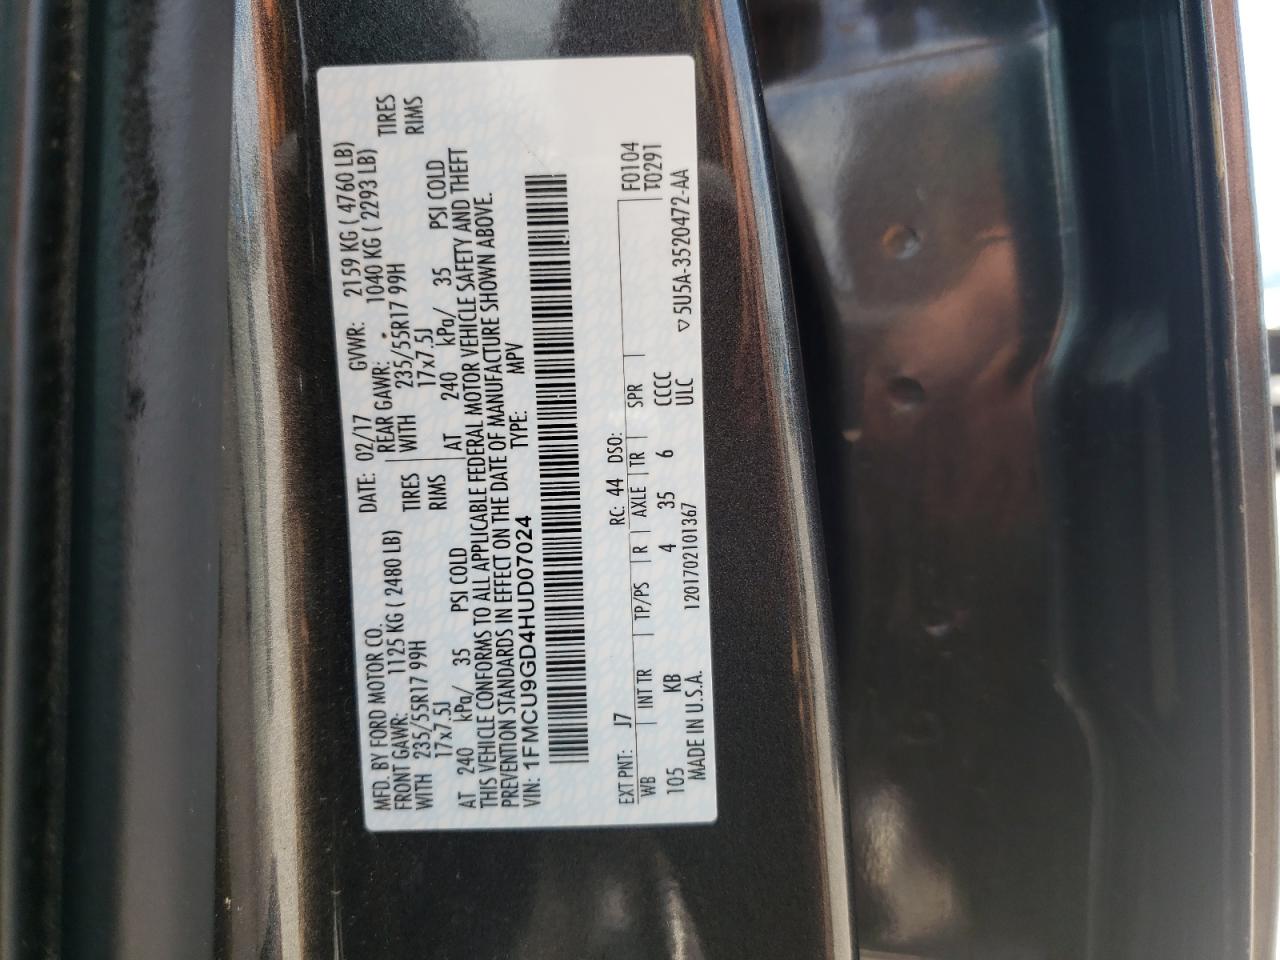 MFD. BY FORD MOTOR CO. DATE: 02/17 GVWR: 2159 KG ( 4760 LB)
FRONT GAWR: 1125 KG ( 2480 LB) REAR GAWR: 1040 KG ( 2293 LB)
WITH 235/55R17 99H TIRES WITH 235/55R17 99H TIRES
17x7.5J RIMS 17x7.5J RIMS
AT 240 kPa/ 35 PSI COLD AT 240 kPa/ 35 PSI COLD
THIS VEHICLE CONFORMS TO ALL APPLICABLE FEDERAL MOTOR VEHICLE SAFETY AND THEFT
PREVENTION STANDARDS IN EFFECT ON THE DATE OF MANUFACTURE SHOWN ABOVE.
VIN: 1FMCU9GD4HUD07024 TYPE: MPV
EXT PNT: J7 RC: 44 DSO: F0104
WB INT TR TP/PS R AXLE TR SPR T0291
105 KB 4 35 6 CCCC
MADE IN U.S.A. 1201702101367 ULC ▽5U5A-3520472-AA